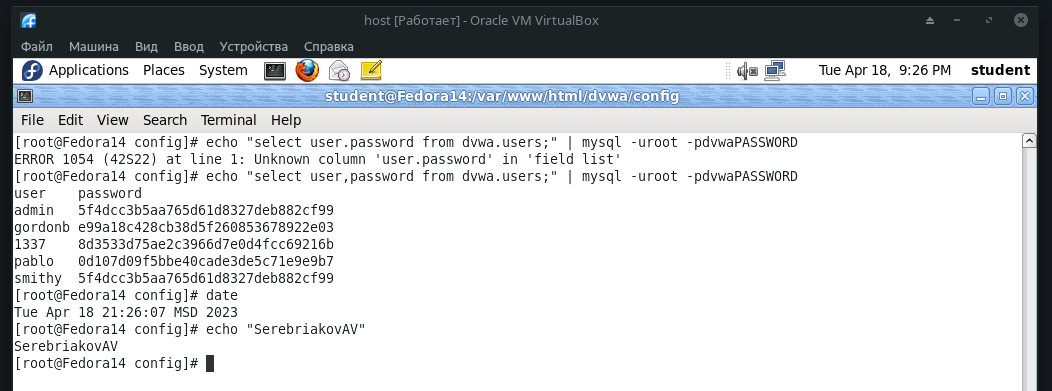 host [Работает] - Oracle VM VirtualBox
Файл Машина Вид Ввод Устройства Справка
Applications Places System Tue Apr 18, 9:26 PM student
student@Fedora14:/var/www/html/dvwa/config
File Edit View Search Terminal Help
[root@Fedora14 config]# echo "select user.password from dvwa.users;" | mysql -uroot -pdvwaPASSWORD
ERROR 1054 (42S22) at line 1: Unknown column 'user.password' in 'field list'
[root@Fedora14 config]# echo "select user,password from dvwa.users;" | mysql -uroot -pdvwaPASSWORD
user password
admin 5f4dcc3b5aa765d61d8327deb882cf99
gordonb e99a18c428cb38d5f260853678922e03
1337 8d3533d75ae2c3966d7e0d4fcc69216b
pablo 0d107d09f5bbe40cade3de5c71e9e9b7
smithy 5f4dcc3b5aa765d61d8327deb882cf99
[root@Fedora14 config]# date
Tue Apr 18 21:26:07 MSD 2023
[root@Fedora14 config]# echo "SerebriakovAV"
SerebriakovAV
[root@Fedora14 config]#